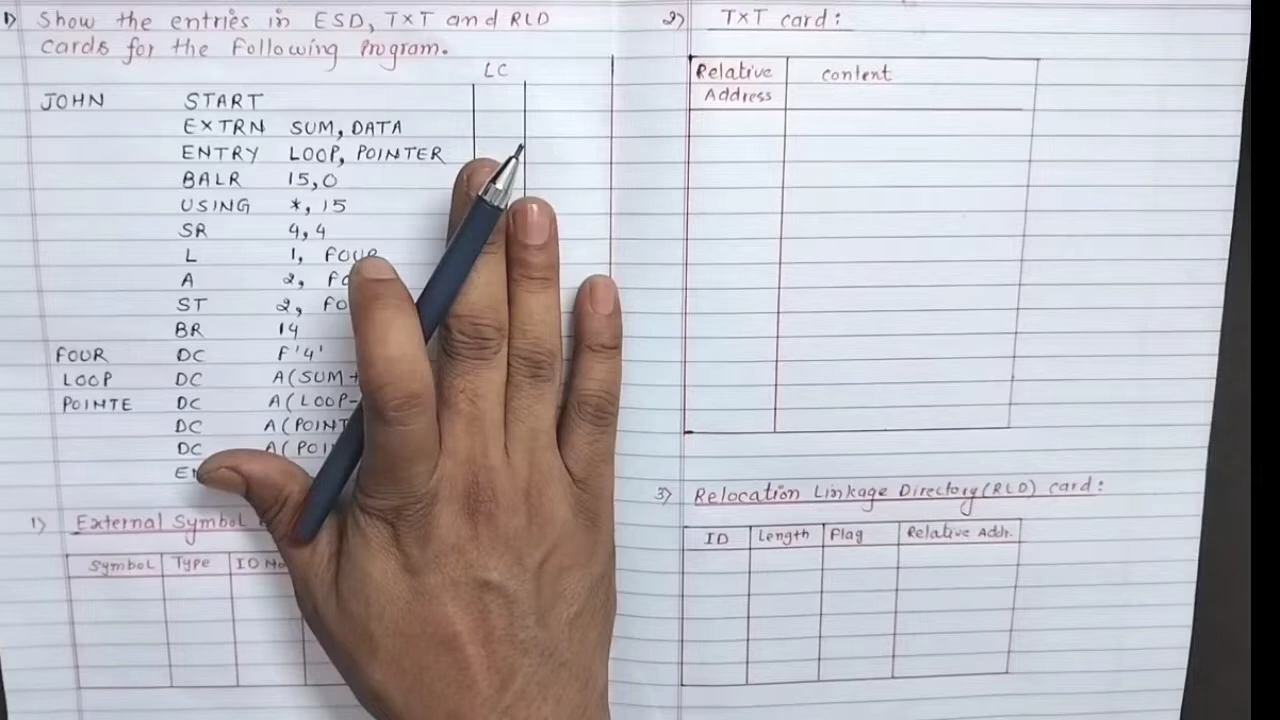 1) Show the entries in ESD, TXT and RLD
cards for the Following Program.
LC
JOHN START
EXTRN SUM, DATA
ENTRY LOOP, POINTER
BALR 15,0
USING *, 15
SR 4,4
L 1, FOUR
A 2,
ST 2,
BR 14
FOUR DC F'4'
LOOP DC A(SUM+
POINTE DC A(LOOP-
DC A(POINT
DC A(POI
1) External Symbol
Symbol Type ID No
2) TXT card:
Relative content
Address
3) Relocation Linkage Directory(RLD) card:
ID Length Flag Relative Addr.